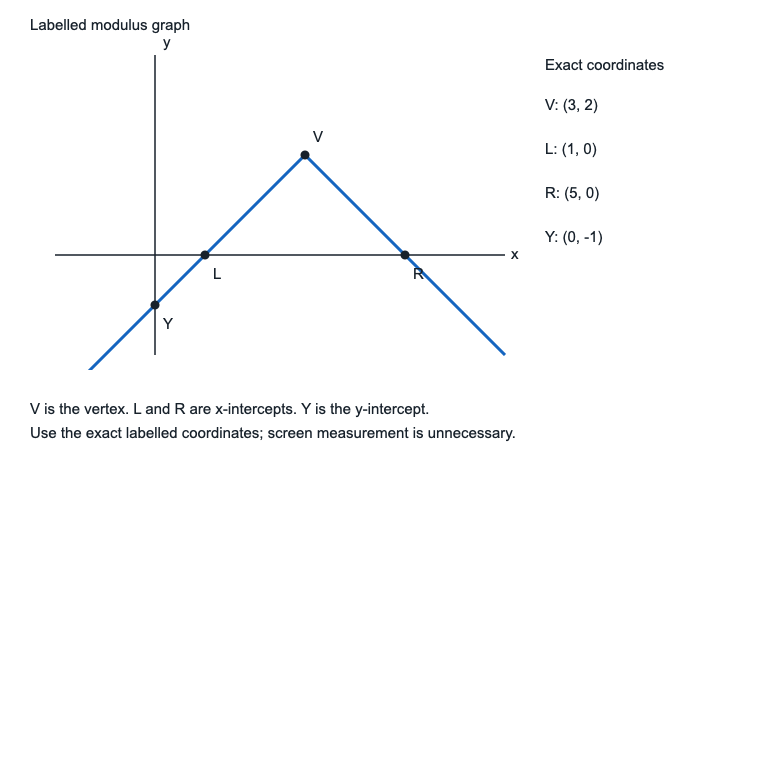 Labelled modulus graph
y
Exact coordinates
V: (3, 2)
V
L: (1, 0)
R: (5, 0)
Y: (0, -1)
x
L
R
Y
V is the vertex. L and R are x-intercepts. Y is the y-intercept.
Use the exact labelled coordinates; screen measurement is unnecessary.